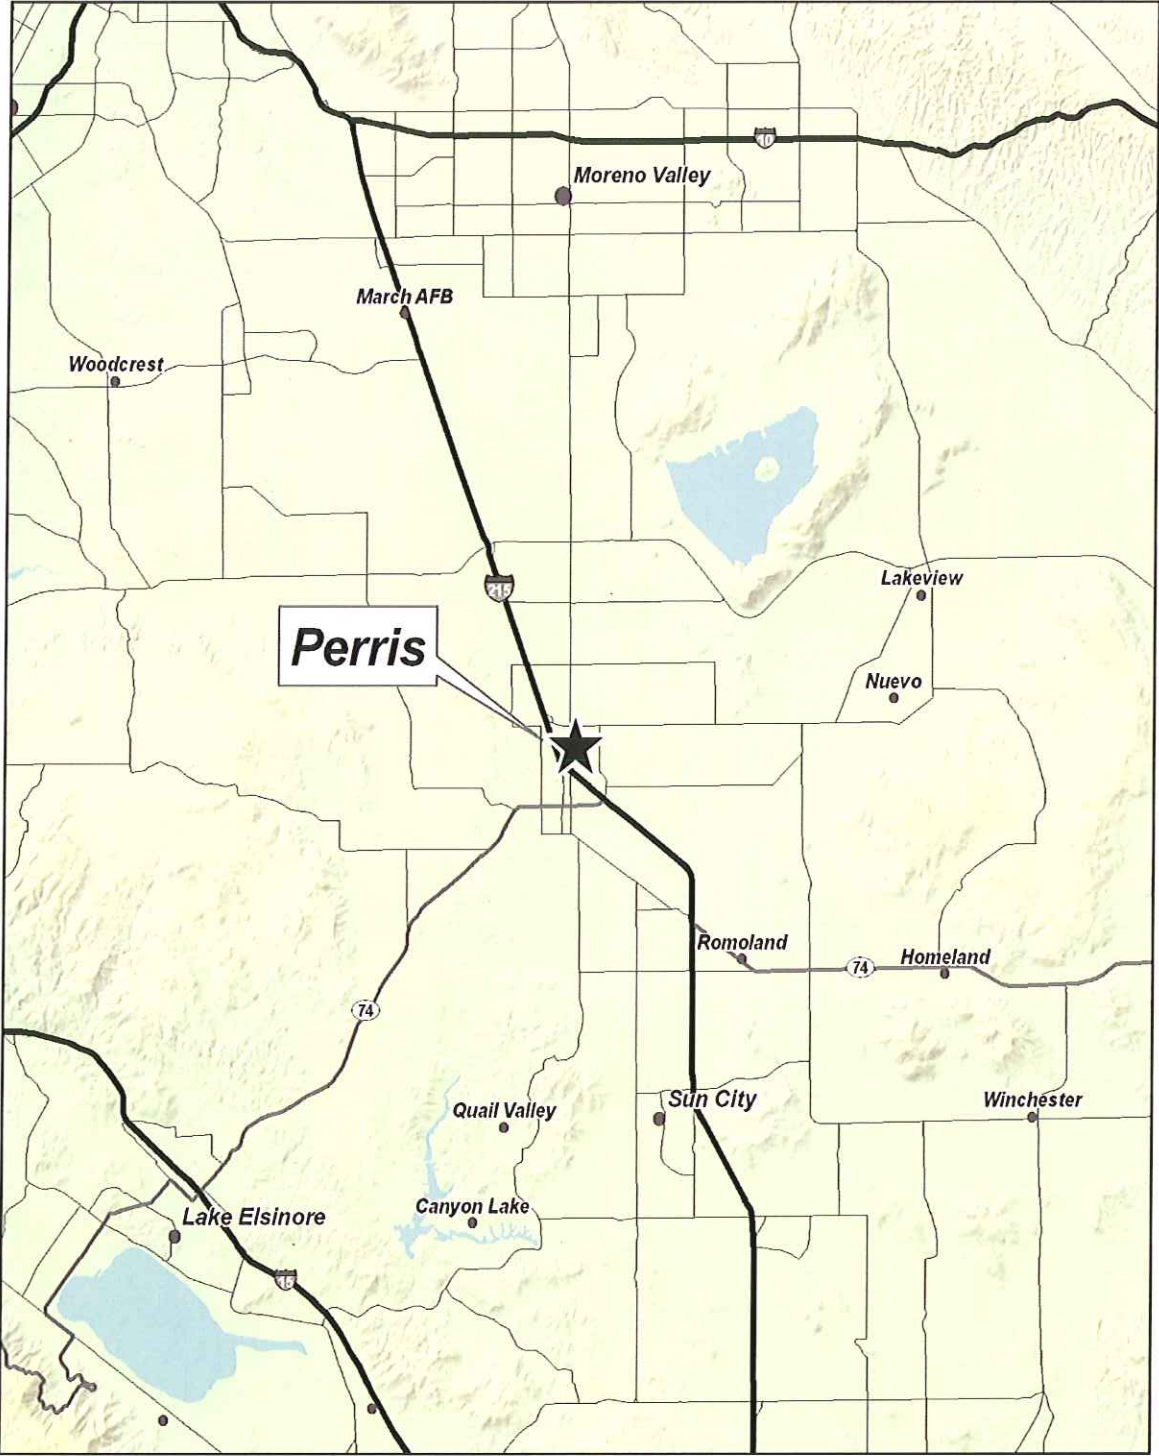 Moreno Valley
March AFB
Woodcrest
Lakeview
215
Perris
Nuevo
Romoland
Homeland
74
74
Sun City
Quail Valley
Winchester
Canyon Lake
Lake Elsinore
15